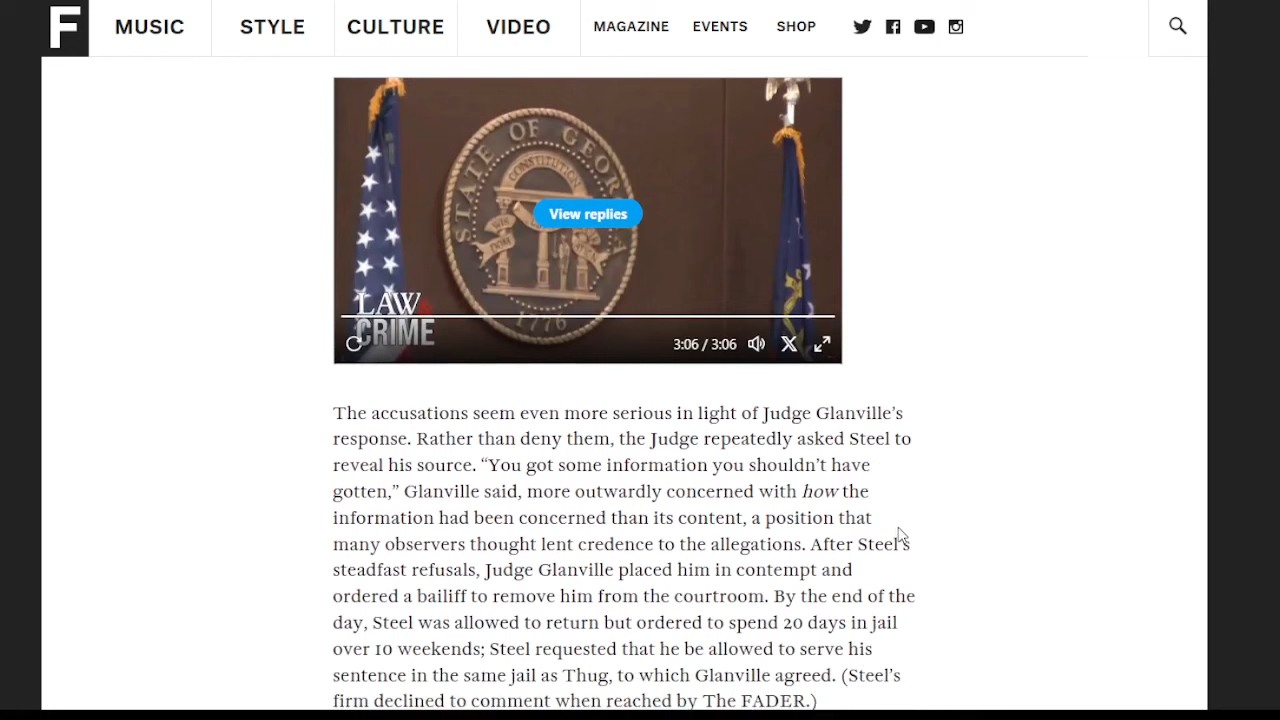 F
MUSIC
STYLE
CULTURE
VIDEO
MAGAZINE
EVENTS
SHOP
STATE OF GEOR
CONSTITUTION
1776
View replies
LAW&
CRIME
3:06 / 3:06
X
The accusations seem even more serious in light of Judge Glanville’s
response. Rather than deny them, the Judge repeatedly asked Steel to
reveal his source. “You got some information you shouldn’t have
gotten,” Glanville said, more outwardly concerned with how the
information had been concerned than its content, a position that
many observers thought lent credence to the allegations. After Steel’s
steadfast refusals, Judge Glanville placed him in contempt and
ordered a bailiff to remove him from the courtroom. By the end of the
day, Steel was allowed to return but ordered to spend 20 days in jail
over 10 weekends; Steel requested that he be allowed to serve his
sentence in the same jail as Thug, to which Glanville agreed. (Steel’s
firm declined to comment when reached by The FADER.)